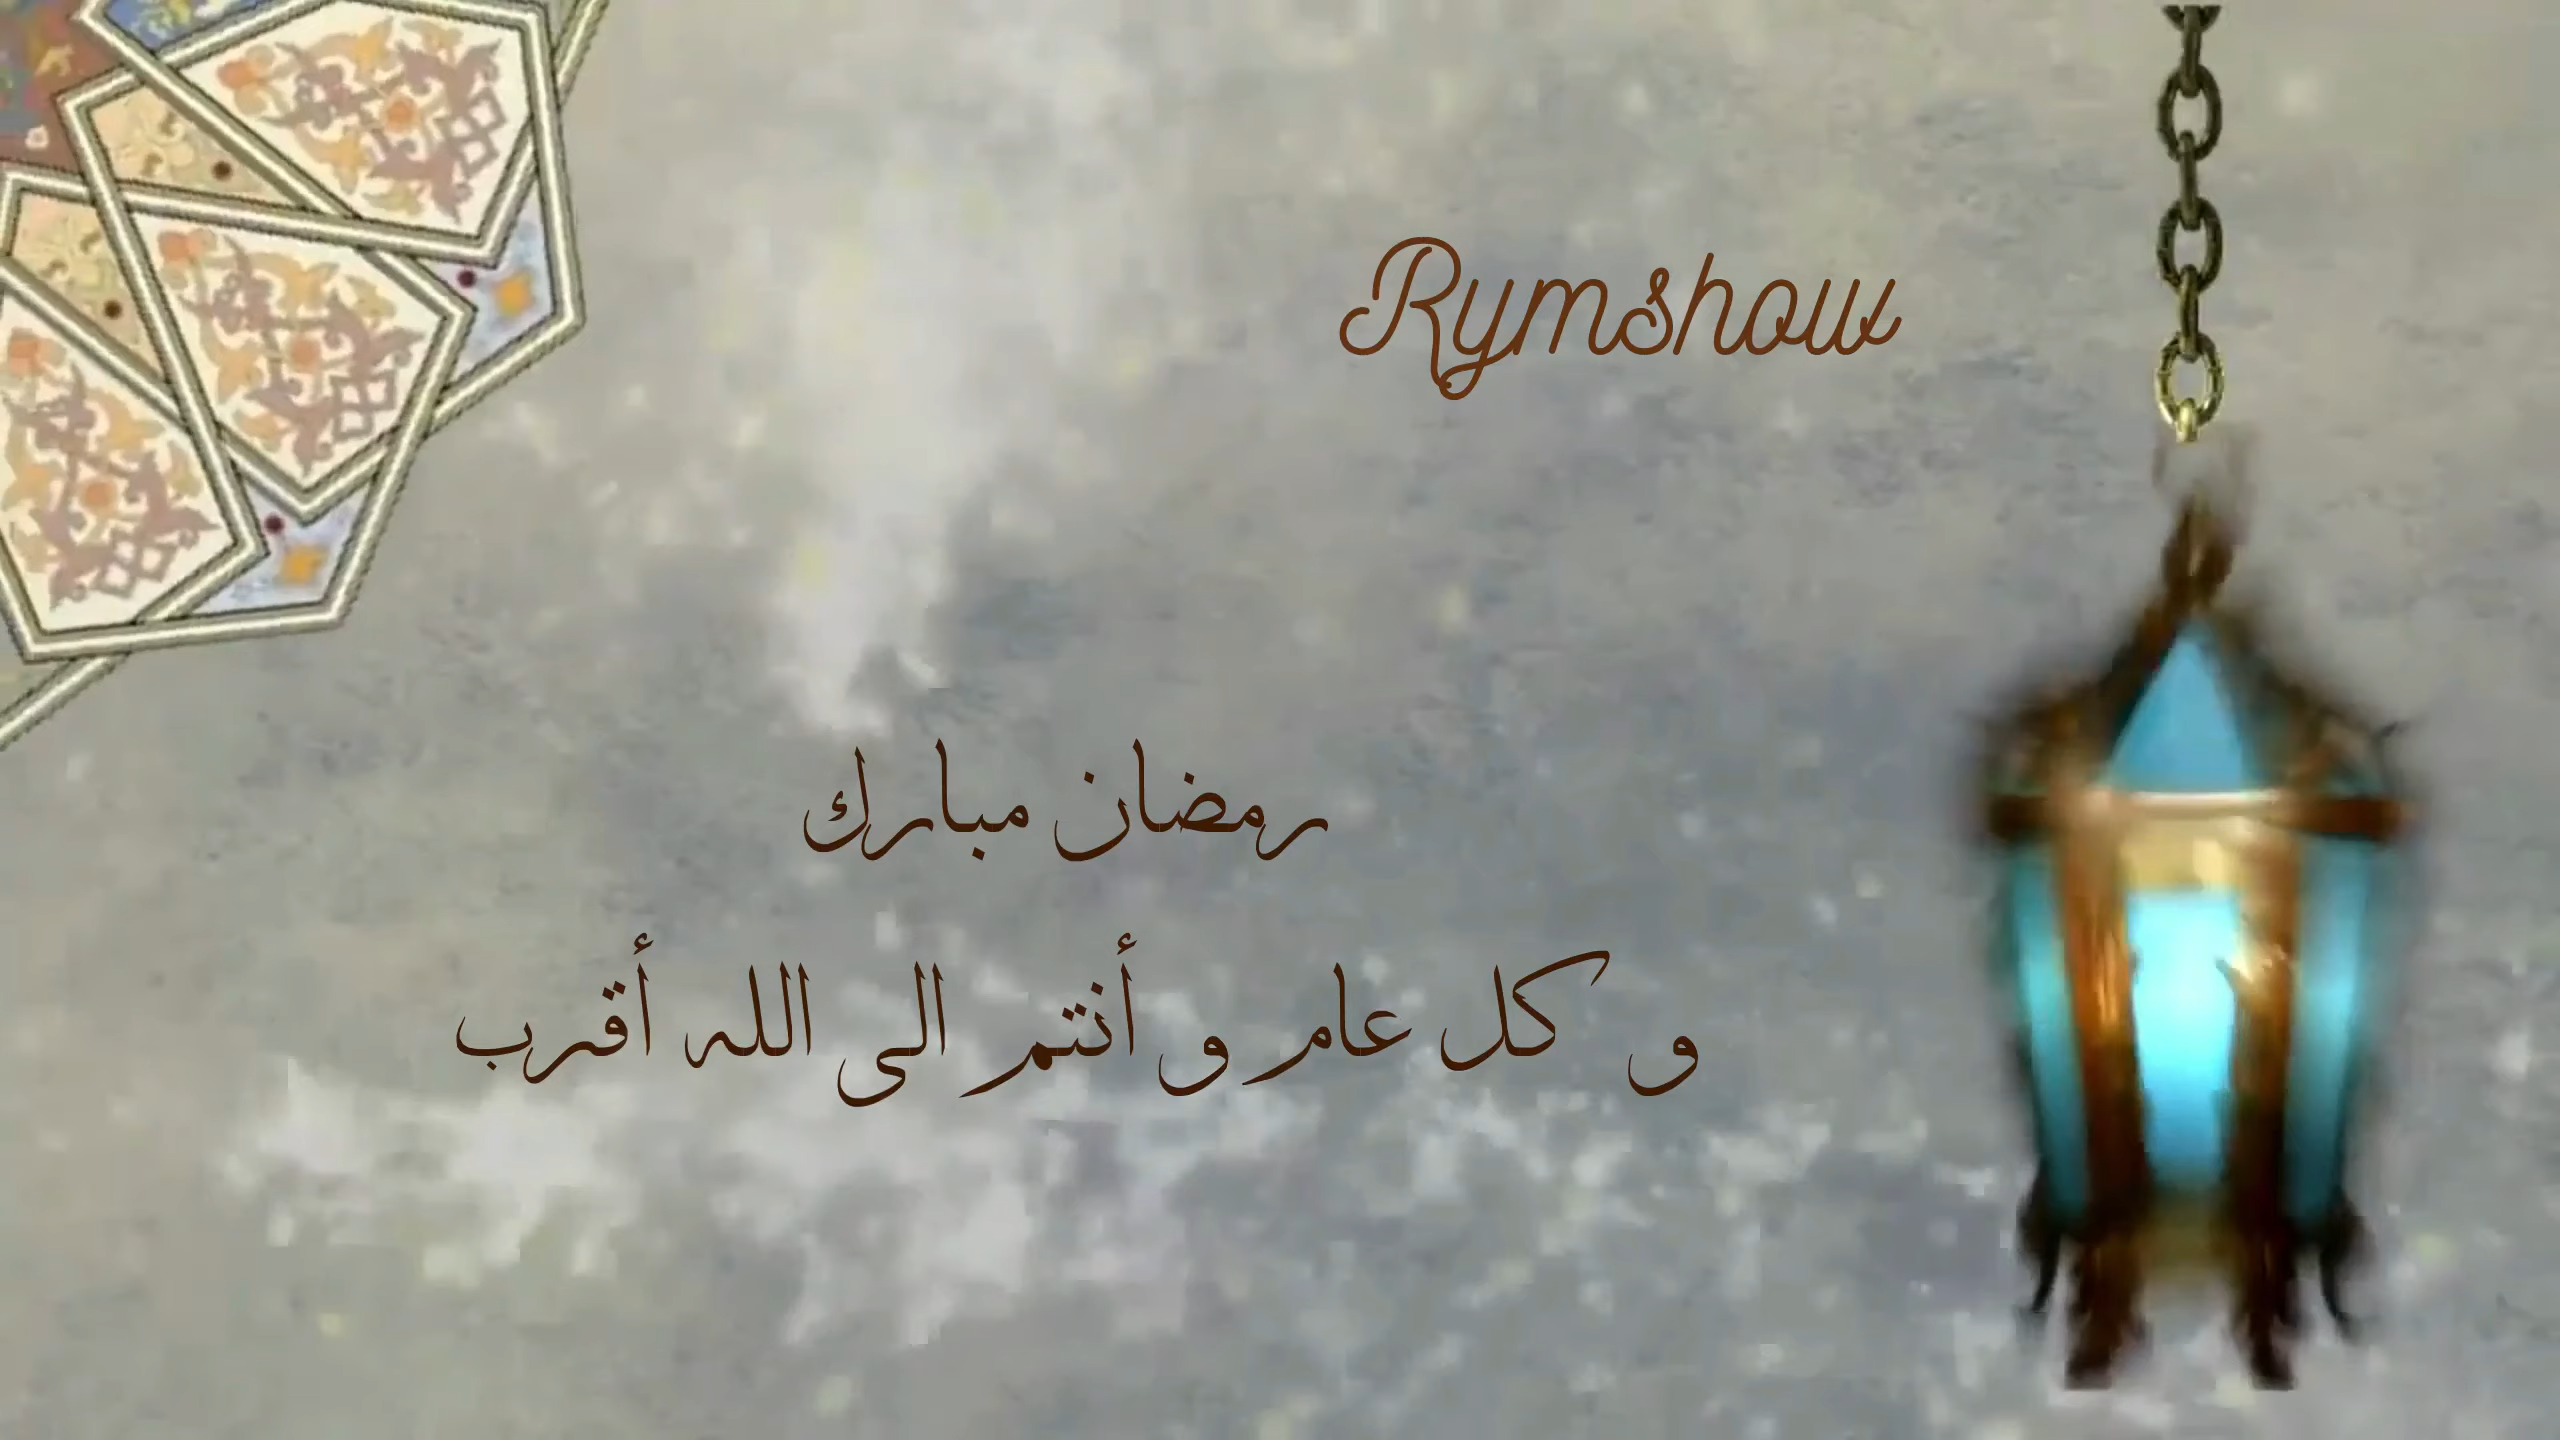 Rymshow
رمضان مبارك
و كل عام و أنتم الى الله أقرب